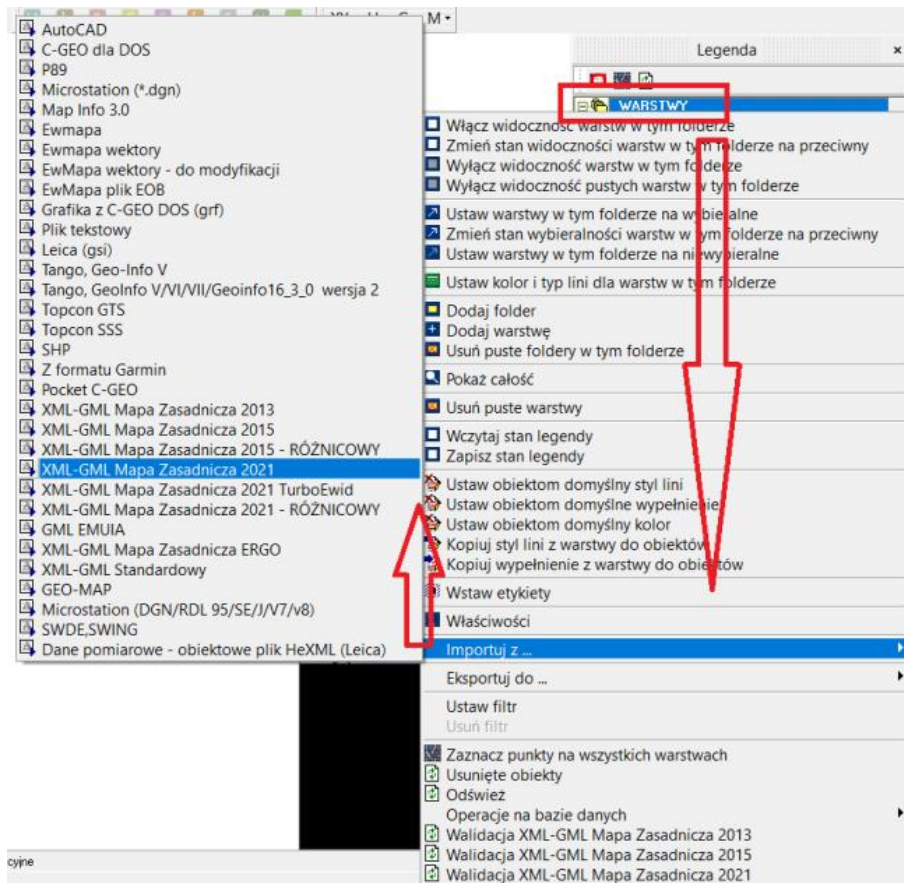 M
AutoCAD
C-GEO dla DOS
P89
Microstation (*.dgn)
Map Info 3.0
Ewmapa
Ewmapa wektory
EwMapa wektory - do modyfikacji
EwMapa plik EOB
Grafika z C-GEO DOS (grf)
Plik tekstowy
Leica (gsi)
Tango, Geo-Info V
Tango, GeoInfo V/VI/VII/Geoinfo16_3_0 wersja 2
Topcon GTS
Topcon SSS
SHP
Z formatu Garmin
Pocket C-GEO
XML-GML Mapa Zasadnicza 2013
XML-GML Mapa Zasadnicza 2015
XML-GML Mapa Zasadnicza 2015 - RÓŻNICOWY
XML-GML Mapa Zasadnicza 2021
XML-GML Mapa Zasadnicza 2021 TurboEwid
XML-GML Mapa Zasadnicza 2021 - RÓŻNICOWY
GML EMUIA
XML-GML Mapa Zasadnicza ERGO
XML-GML Standardowy
GEO-MAP
Microstation (DGN/RDL 95/SE/J/V7/v8)
SWDE,SWING
Dane pomiarowe - obiektowe plik HeXML (Leica)
Legenda
WARSTWY
Włącz widoczność warstw w tym folderze
Zmień stan widoczności warstw w tym folderze na przeciwny
Wyłącz widoczność warstw w tym folderze
Wyłącz widoczność pustych warstw w tym folderze
Ustaw warstwy w tym folderze na wybieralne
Zmień stan wybieralności warstw w tym folderze na przeciwny
Ustaw warstwy w tym folderze na niewybieralne
Ustaw kolor i typ lini dla warstw w tym folderze
Dodaj folder
Dodaj warstwę
Usuń puste foldery w tym folderze
Pokaż całość
Usuń puste warstwy
Wczytaj stan legendy
Zapisz stan legendy
Ustaw obiektom domyślny styl lini
Ustaw obiektom domyślne wypełnienie
Ustaw obiektom domyślny kolor
Kopiuj styl lini z warstwy do obiektów
Kopiuj wypełnienie z warstwy do obiektów
Wstaw etykiety
Właściwości
Importuj z ...
Eksportuj do ...
Ustaw filtr
Usuń filtr
Zaznacz punkty na wszystkich warstwach
Usunięte obiekty
Odśwież
Operacje na bazie danych
Walidacja XML-GML Mapa Zasadnicza 2013
Walidacja XML-GML Mapa Zasadnicza 2015
Walidacja XML-GML Mapa Zasadnicza 2021
cyjne